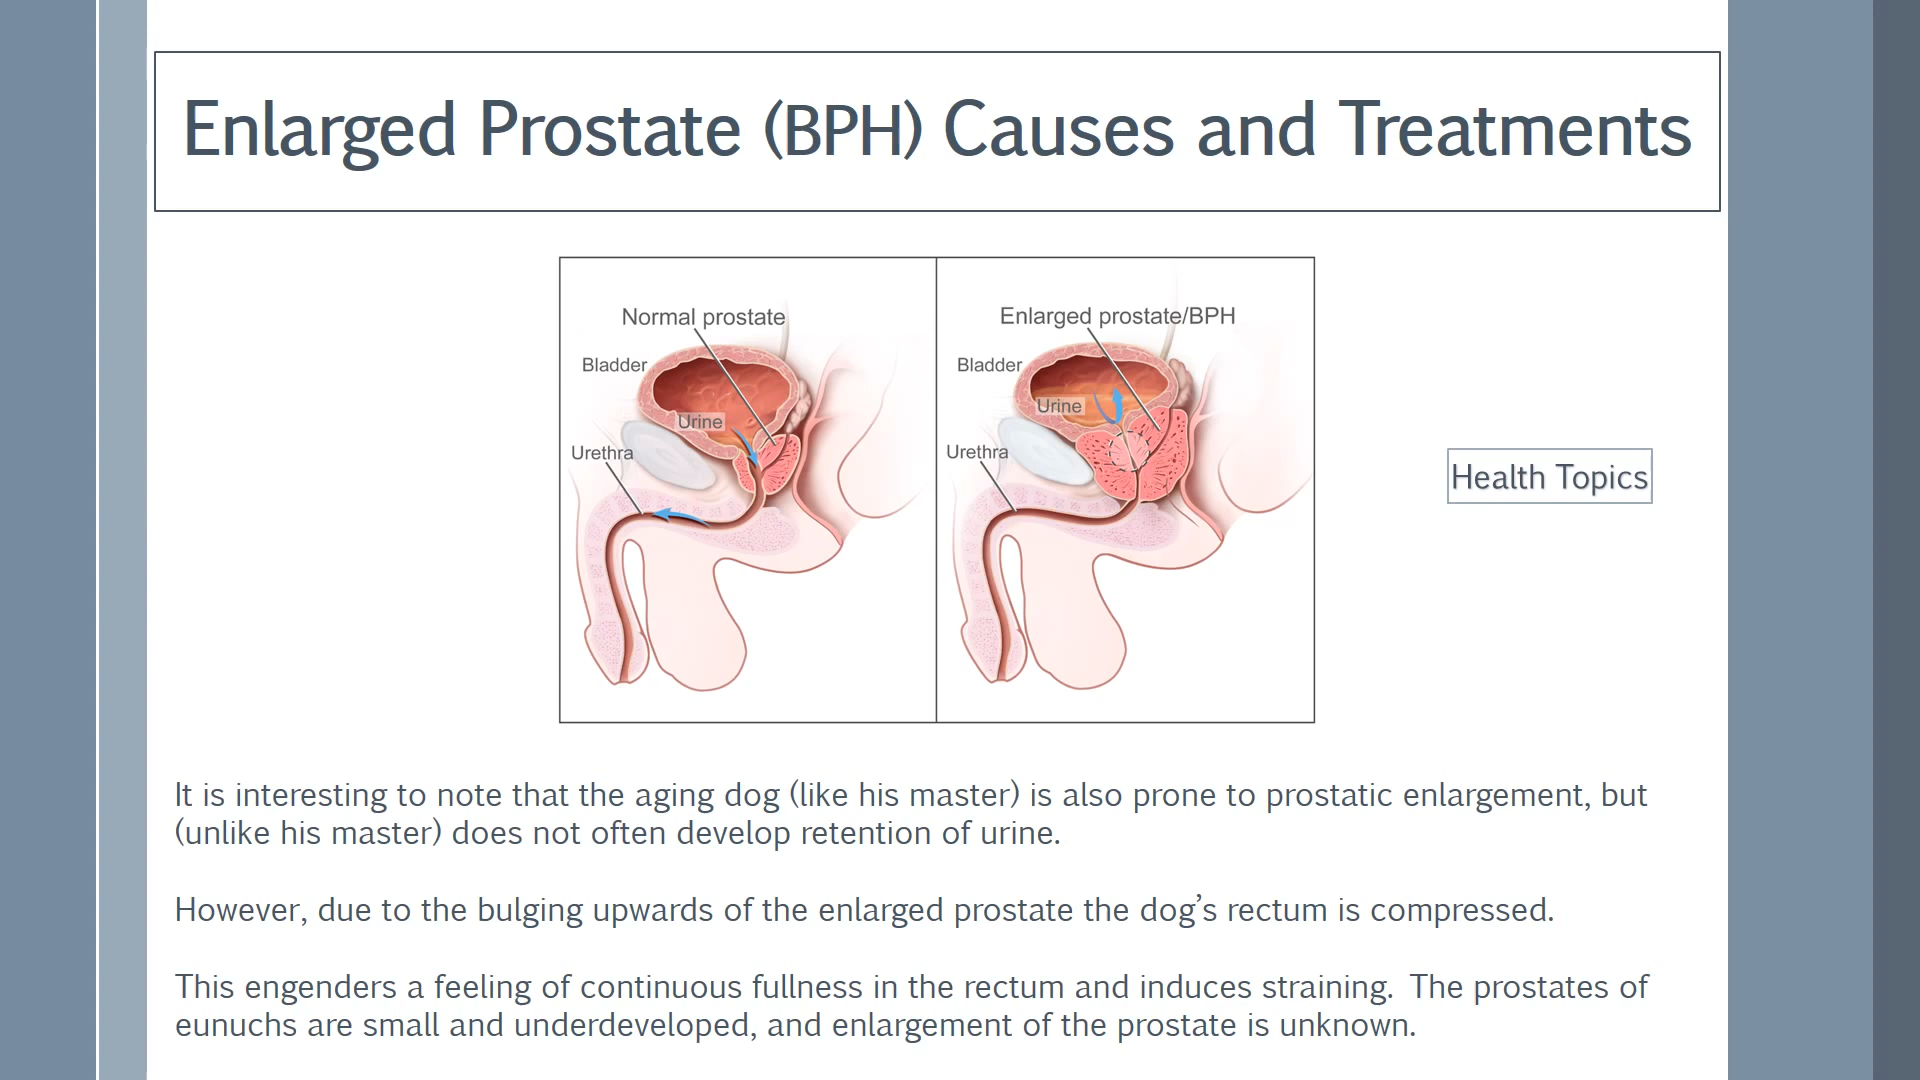 Enlarged Prostate (BPH) Causes and Treatments
Normal prostate
Bladder
Urine
Urethra
Enlarged prostate/BPH
Bladder
Urine
Urethra
Health Topics
It is interesting to note that the aging dog (like his master) is also prone to prostatic enlargement, but
(unlike his master) does not often develop retention of urine.
However, due to the bulging upwards of the enlarged prostate the dog’s rectum is compressed.
This engenders a feeling of continuous fullness in the rectum and induces straining.  The prostates of
eunuchs are small and underdeveloped, and enlargement of the prostate is unknown.